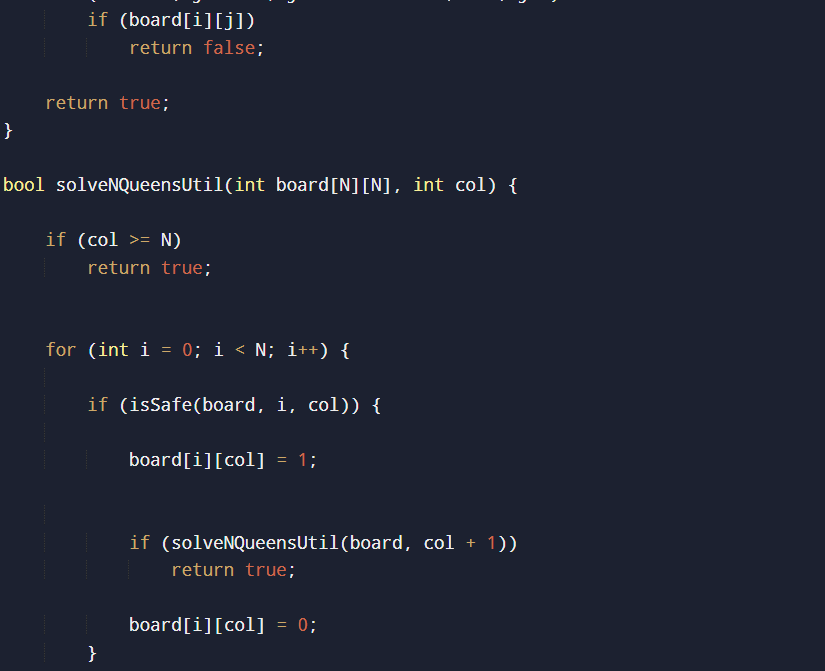 if (board[i][j])
return false;
return true;
}
bool solveNQueensUtil(int board[N][N], int col) {
if (col >= N)
return true;
for (int i = 0; i < N; i++) {
if (isSafe(board, i, col)) {
board[i][col] = 1;
if (solveNQueensUtil(board, col + 1))
return true;
board[i][col] = 0;
}